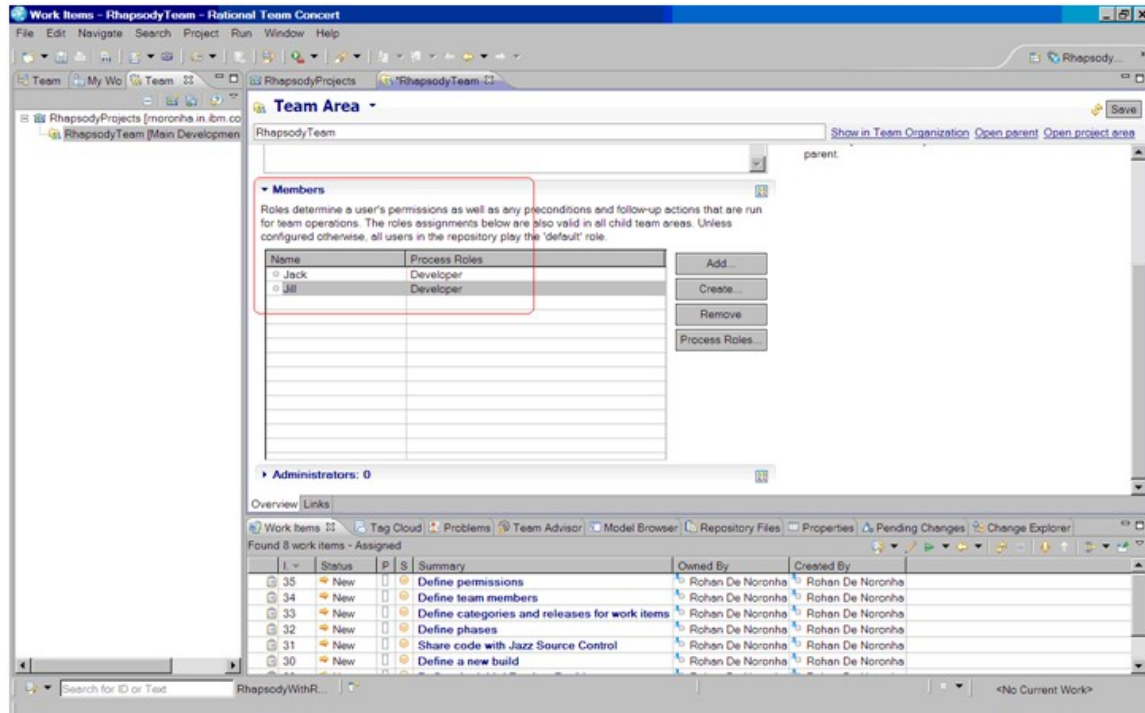 Work Items - RhapsodyTeam - Rational Team Concert
File Edit Navigate Search Project Run Window Help
Rhapsody...
Team My Wo Team
RhapsodyProjects *RhapsodyTeam
RhapsodyProjects [rnoronha.in.ibm.co
RhapsodyTeam [Main Developmen
Team Area
Save
RhapsodyTeam
Show in Team Organization Open parent Open project area
parent.
Members
Roles determine a user's permissions as well as any preconditions and follow-up actions that are run
for team operations. The roles assignments below are also valid in all child team areas. Unless
configured otherwise, all users in the repository play the 'default' role.
Name Process Roles
Jack Developer
Jill Developer
Add...
Create...
Remove
Process Roles...
Administrators: 0
Overview Links
Work Items Tag Cloud Problems Team Advisor Model Browser Repository Files Properties Pending Changes Change Explorer
Found 8 work items - Assigned
I.. Status P S Summary Owned By Created By
35 New Define permissions Rohan De Noronha Rohan De Noronha
34 New Define team members Rohan De Noronha Rohan De Noronha
33 New Define categories and releases for work items Rohan De Noronha Rohan De Noronha
32 New Define phases Rohan De Noronha Rohan De Noronha
31 New Share code with Jazz Source Control Rohan De Noronha Rohan De Noronha
30 New Define a new build Rohan De Noronha Rohan De Noronha
Search for ID or Text
RhapsodyWithR...
<No Current Work>